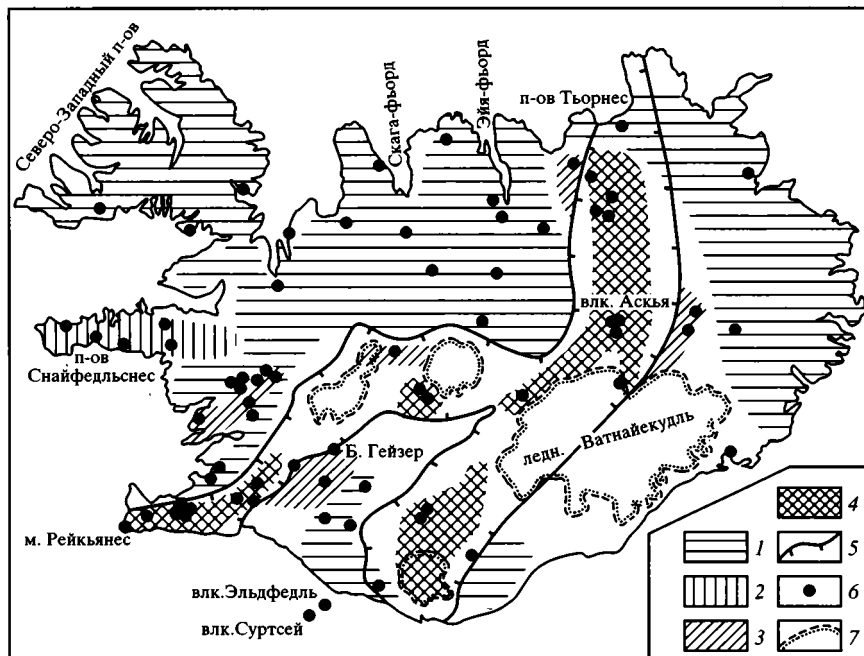 Северо-Западный п-ов
Скага-фьорд
Эйя-фьорд
п-ов Тьорнес
влк. Аскья
п-ов
Снайфедльснес
Б. Гейзер
ледн. Ватнайекудль
м. Рейкьянес
влк.Эльдфедль
влк.Суртсей
1
2
3
4
5
6
7